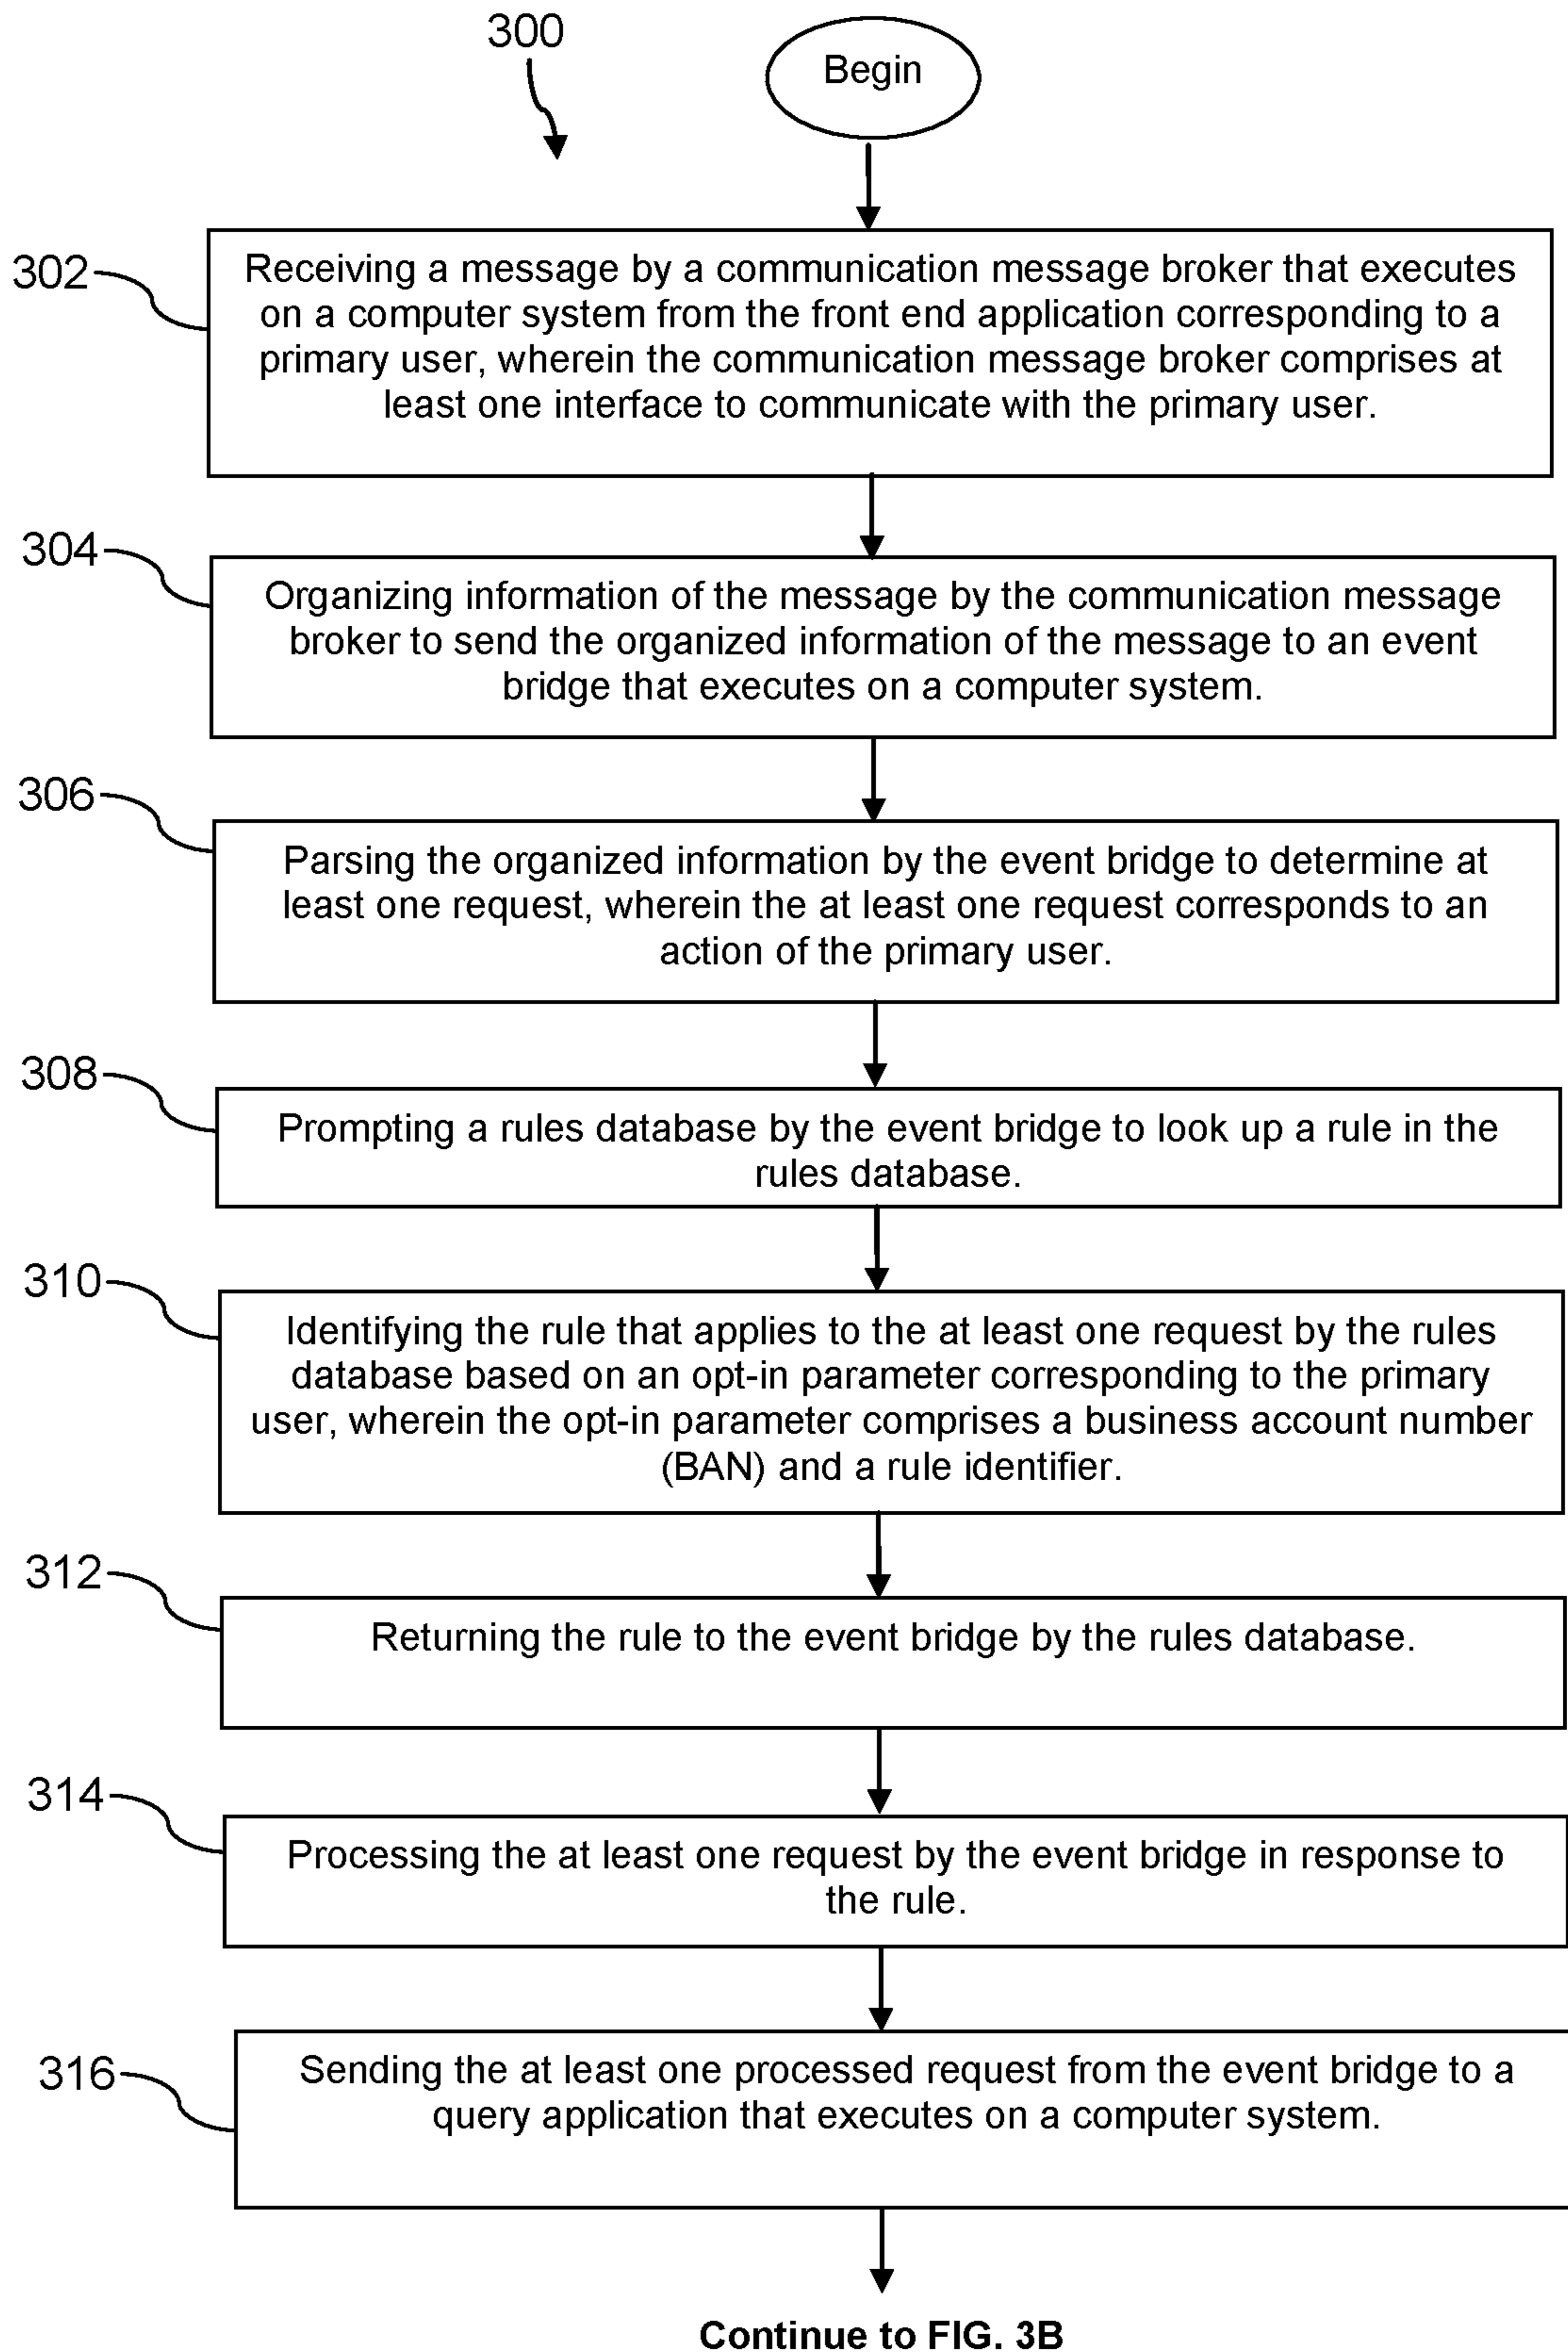 300
Begin
302
Receiving a message by a communication message broker that executes
on a computer system from the front end application corresponding to a
primary user, wherein the communication message broker comprises at
least one interface to communicate with the primary user.
304
Organizing information of the message by the communication message
broker to send the organized information of the message to an event
bridge that executes on a computer system.
306
Parsing the organized information by the event bridge to determine at
least one request, wherein the at least one request corresponds to an
action of the primary user.
308
Prompting a rules database by the event bridge to look up a rule in the
rules database.
310
Identifying the rule that applies to the at least one request by the rules
database based on an opt-in parameter corresponding to the primary
user, wherein the opt-in parameter comprises a business account number
(BAN) and a rule identifier.
312
Returning the rule to the event bridge by the rules database.
314
Processing the at least one request by the event bridge in response to
the rule.
316
Sending the at least one processed request from the event bridge to a
query application that executes on a computer system.
Continue to FIG. 3B